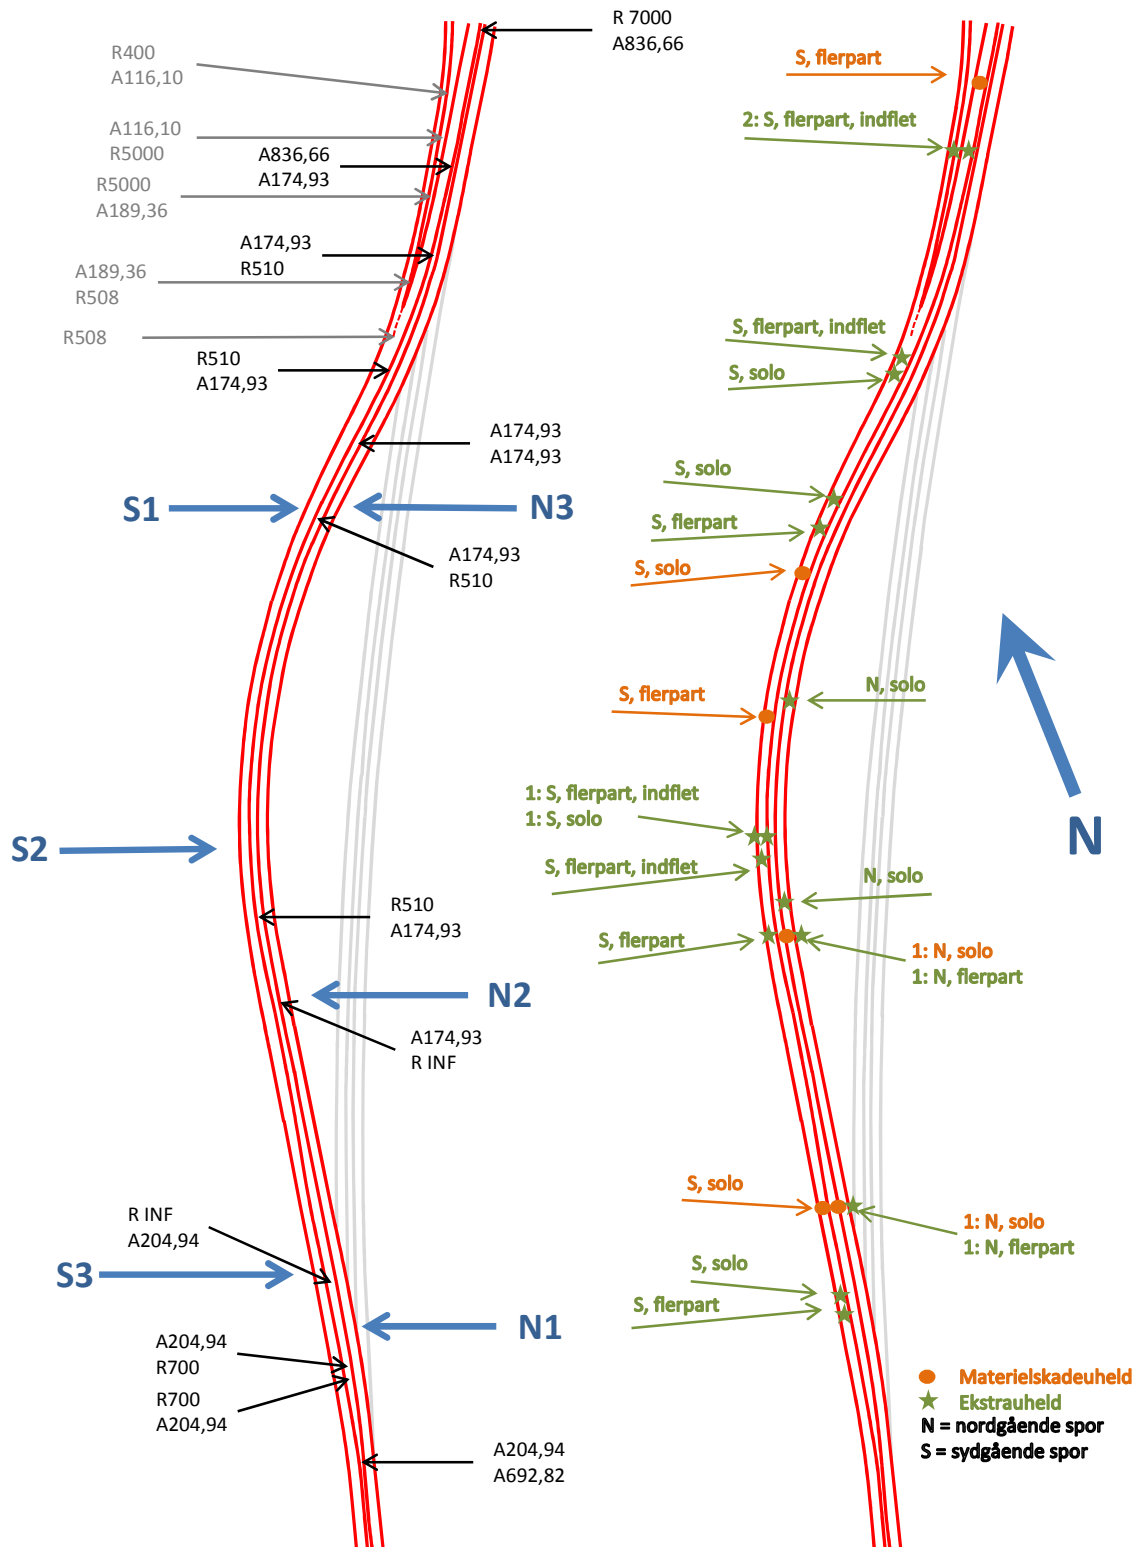 R 7000
A836,66
R400
A116,10
A116,10
R5000
A836,66
A174,93
R5000
A189,36
A174,93
R510
A189,36
R508
R508
R510
A174,93
A174,93
A174,93
S1
N3
A174,93
R510
S2
R510
A174,93
N2
A174,93
R INF
R INF
A204,94
S3
N1
A204,94
R700
R700
A204,94
A204,94
A692,82
S, flerpart
2: S, flerpart, indflet
S, flerpart, indflet
S, solo
S, solo
S, flerpart
S, solo
N, solo
S, flerpart
N
1: S, flerpart, indflet
1: S, solo
S, flerpart, indflet
N, solo
S, flerpart
1: N, solo
1: N, flerpart
S, solo
1: N, solo
1: N, flerpart
S, solo
S, flerpart
Materielskadeuheld
Ekstrauheld
N = nordgående spor
S = sydgående spor